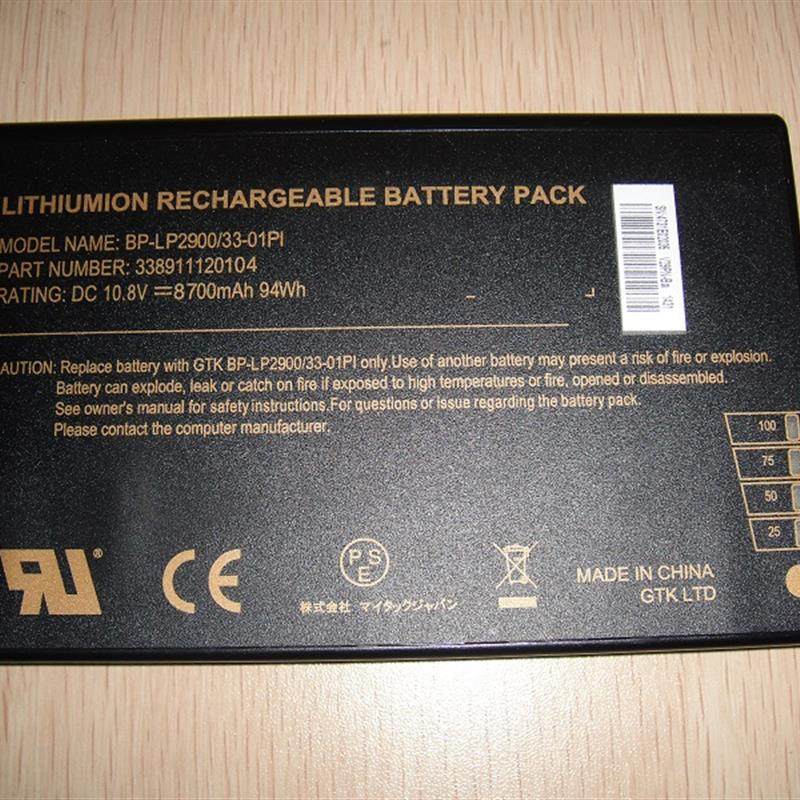 LITHIUMION RECHARGEABLE BATTERY PACK
MODEL NAME: BP-LP2900/33-01PI
PART NUMBER: 338911120104
RATING: DC 10.8V ⎓8700mAh 94Wh
AUTION: Replace battery with GTK BP-LP2900/33-01PI only.Use of another battery may present a risk of fire or explosion.
Battery can explode, leak or catch on fire if exposed to high temperatures or fire, opened or disassembled.
See owner's manual for safety instructions.For questions or issue regarding the battery pack.
Please contact the computer manufacturer.
100
75
50
25
RU®
CE
PSE
株式会社 マイタックジャパン
MADE IN CHINA
GTK LTD